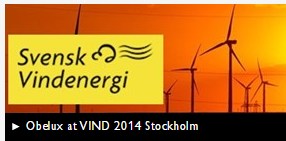 Svensk
Vindenergi
► Obelux at VIND 2014 Stockholm